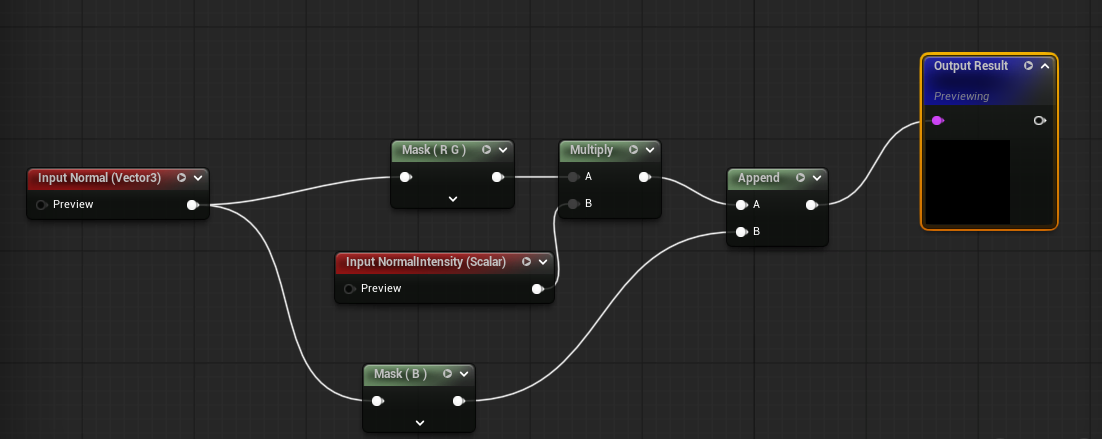 Output Result
Previewing
Mask ( R G )
Multiply
A
B
Input Normal (Vector3)
Preview
Append
A
B
Input NormalIntensity (Scalar)
Preview
Mask ( B )